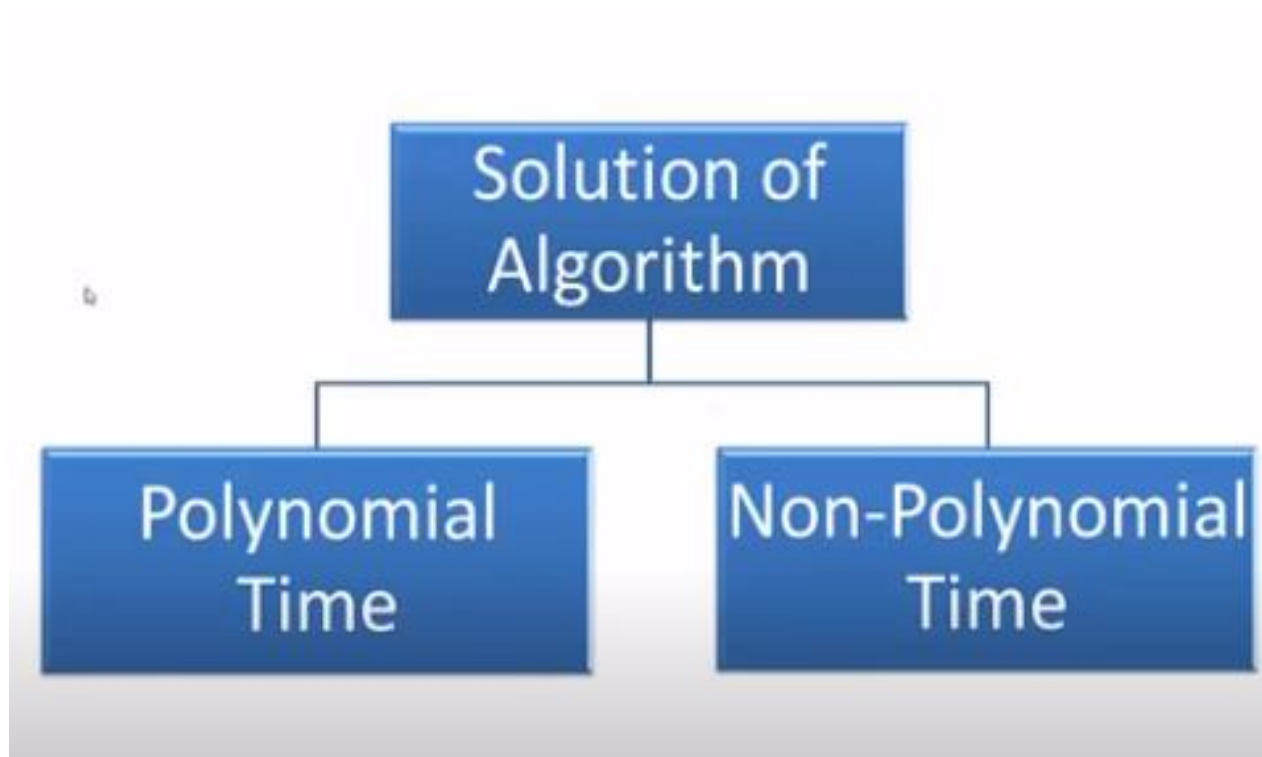 Solution of
Algorithm
Polynomial
Time
Non-Polynomial
Time